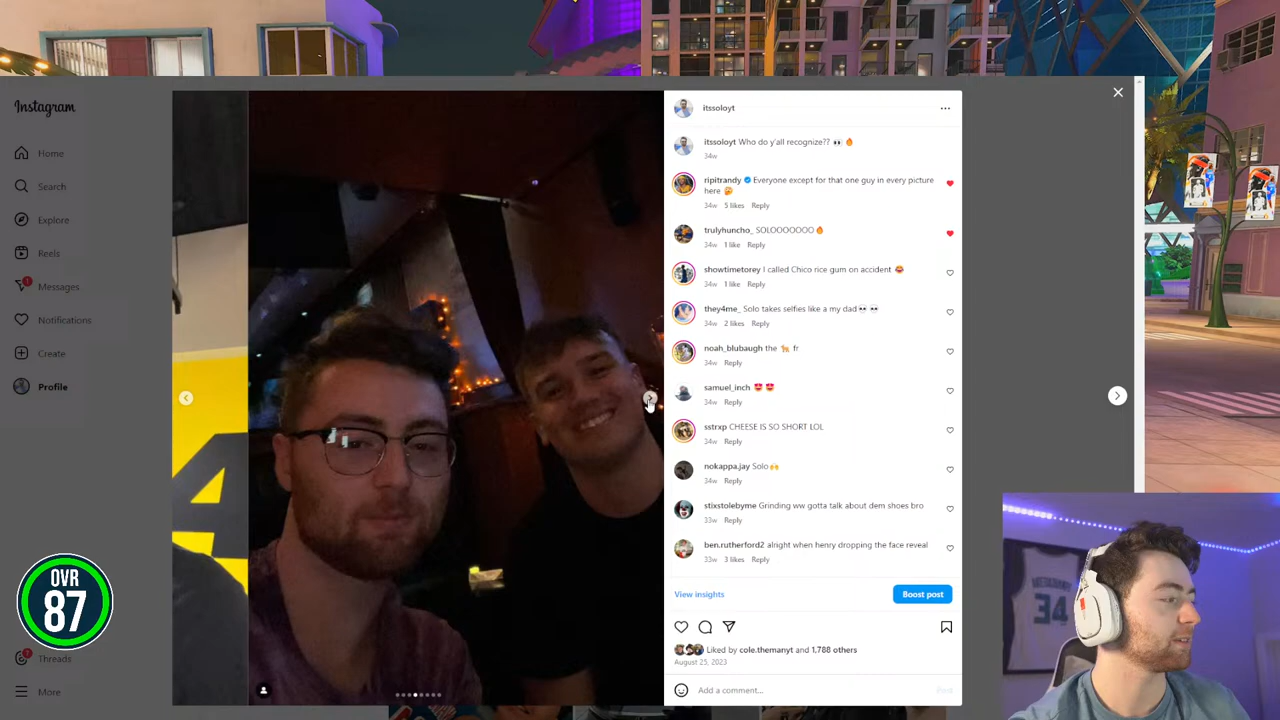 Instagram
Home
Search
Explore
Reels
Messages
Notifications
Create
Profile
Threads
More
OVR
87
4
itssoloyt
itssoloyt Who do y'all recognize?? 👀🔥
34w
ripitrandy Everyone except for that one guy in every picture
here
34w 5 likes Reply
trulyhuncho_ SOLOOOOOOO🔥
34w 1 like Reply
showtimetorey I called Chico rice gum on accident
34w 1 like Reply
they4me_ Solo takes selfies like a my dad
34w 2 likes Reply
noah_blubaugh the 🐐 fr
34w Reply
samuel_inch 😍😍
34w Reply
sstrxp CHEESE IS SO SHORT LOL
34w Reply
nokappa.jay Solo🙌
34w Reply
stixstolebyme Grinding ww gotta talk about dem shoes bro
33w Reply
ben.rutherford2 alright when henry dropping the face reveal
33w 3 likes Reply
View insights
Boost post
Liked by cole.themanyt and 1,788 others
August 25, 2023
Add a comment...
Post
34